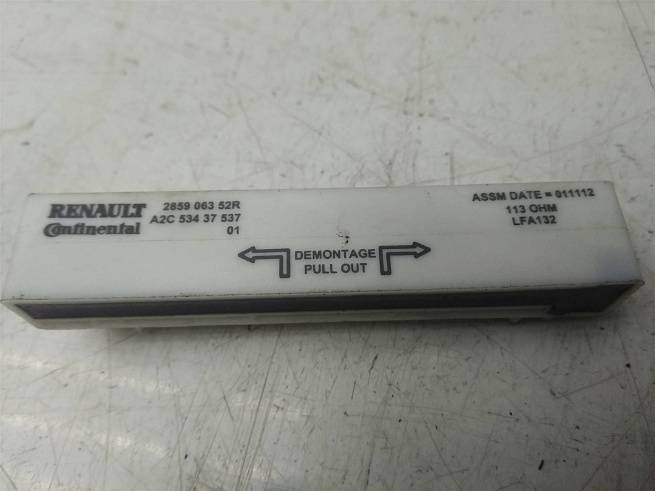 RENAULT 2859 063 52R
Continental A2C 534 37 537
01
DEMONTAGE
PULL OUT
ASSM DATE = 011112
113 OHM
LFA132